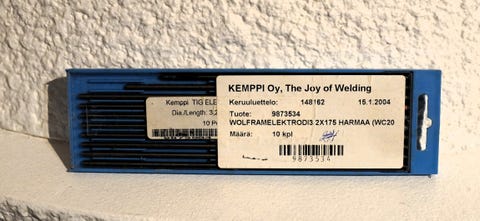 Kemppi TIG ELE
Dia./Length: 3,2
10 P
KEMPPI Oy, The Joy of Welding
Keruuluettelo: 148162 15.1.2004
Tuote: 9873534
WOLFRAMELEKTRODI3 2X175 HARMAA (WC20
Määrä: 10 kpl
9873534